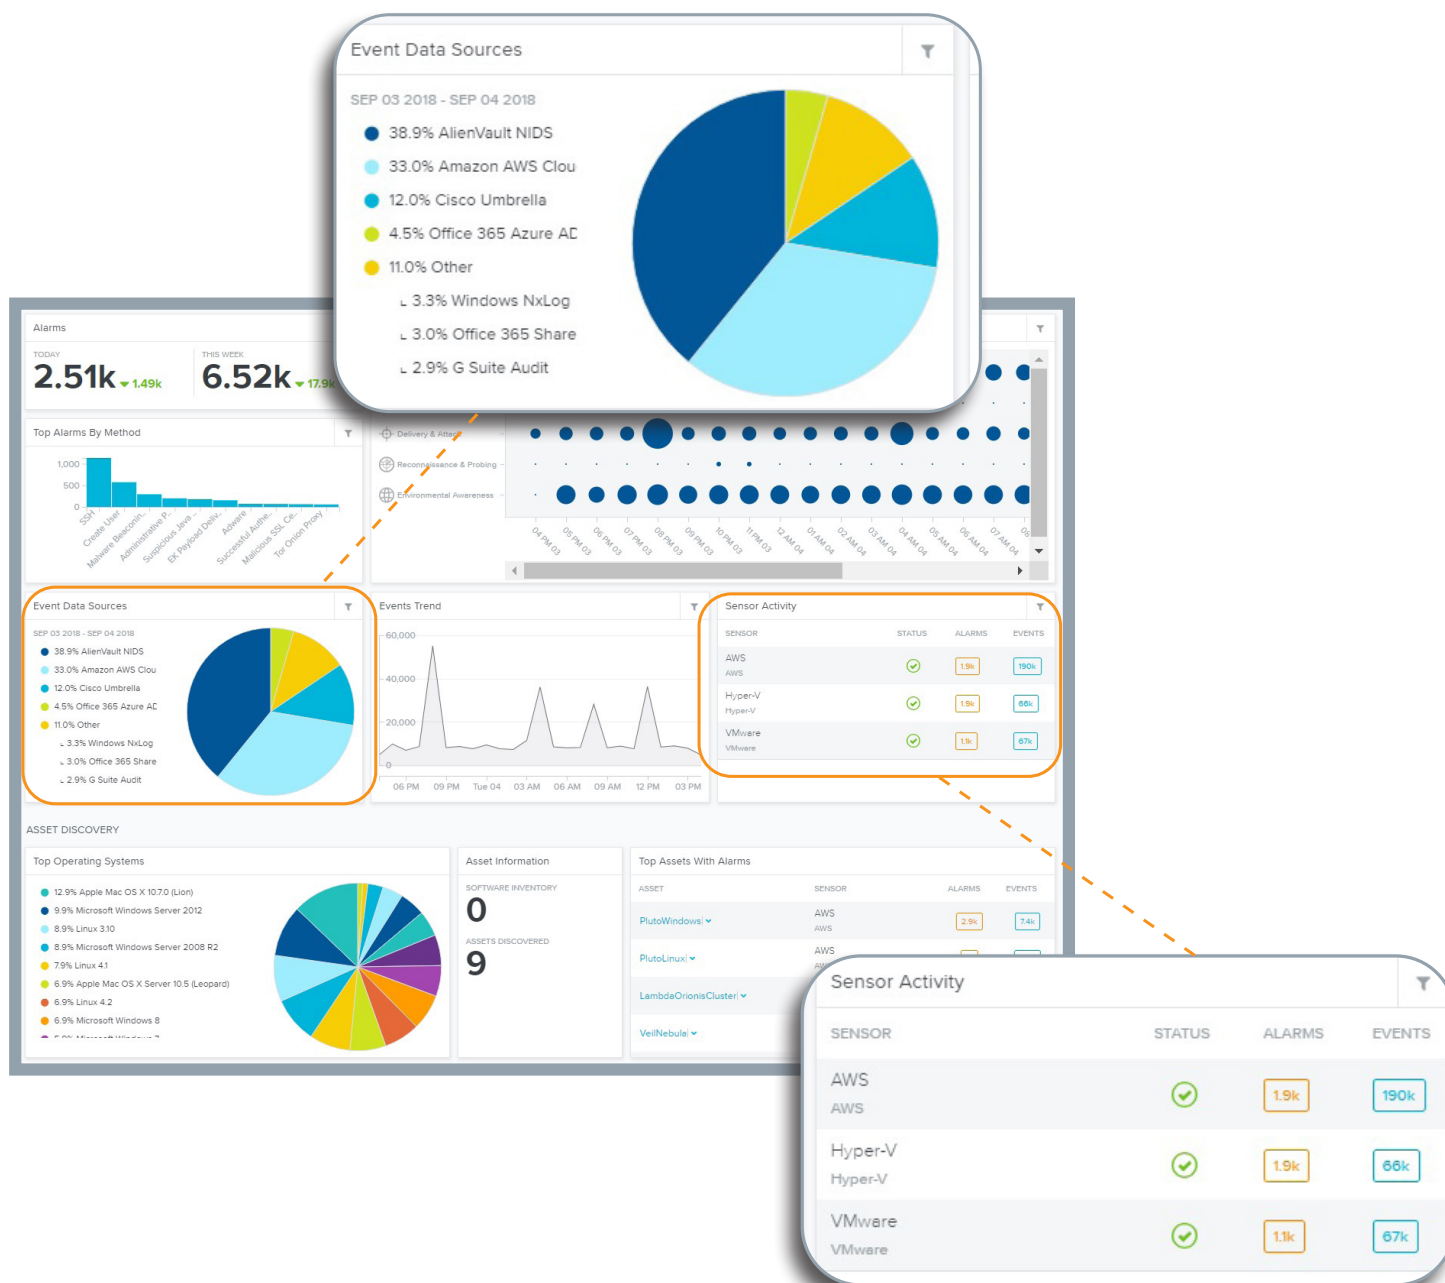 Event Data Sources
SEP 03 2018 - SEP 04 2018
38.9% AlienVault NIDS
33.0% Amazon AWS Clou
12.0% Cisco Umbrella
4.5% Office 365 Azure AD
11.0% Other
3.3% Windows NxLog
3.0% Office 365 Share
2.9% G Suite Audit
Alarms
TODAY
2.51k 1.49k
THIS WEEK
6.52k 17.9k
Top Alarms By Method
1,000
500
0
SSH
Create User
Malware Beaconin...
Administrative P...
Suspicious Java ...
EK Payload Deliv...
Adware
Successful Authe...
Malicious SSL Ce...
Tor Onion Proxy
Delivery & Attack
Reconnaissance & Probing
Environmental Awareness
04 PM 03
05 PM 03
06 PM 03
07 PM 03
08 PM 03
09 PM 03
10 PM 03
11 PM 03
12 AM 04
01 AM 04
02 AM 04
03 AM 04
04 AM 04
05 AM 04
06 AM 04
07 AM 04
08
Event Data Sources
SEP 03 2018 - SEP 04 2018
38.9% AlienVault NIDS
33.0% Amazon AWS Clou
12.0% Cisco Umbrella
4.5% Office 365 Azure AD
11.0% Other
3.3% Windows NxLog
3.0% Office 365 Share
2.9% G Suite Audit
Events Trend
60,000
40,000
20,000
0
06 PM 09 PM Tue 04 03 AM 06 AM 09 AM 12 PM 03 PM
Sensor Activity
SENSOR STATUS ALARMS EVENTS
AWS
AWS
1.9k 190k
Hyper-V
Hyper-V
1.9k 66k
VMware
VMware
1.1k 67k
ASSET DISCOVERY
Top Operating Systems
12.9% Apple Mac OS X 10.7.0 (Lion)
9.9% Microsoft Windows Server 2012
8.9% Linux 3.10
8.9% Microsoft Windows Server 2008 R2
7.9% Linux 4.1
6.9% Apple Mac OS X Server 10.5 (Leopard)
6.9% Linux 4.2
6.9% Microsoft Windows 8
Asset Information
SOFTWARE INVENTORY
0
ASSETS DISCOVERED
9
Top Assets With Alarms
ASSET SENSOR ALARMS EVENTS
PlutoWindows AWS
AWS
2.9k 7.4k
PlutoLinux AWS
LambdaOrionisCluster
VeilNebula
Sensor Activity
SENSOR STATUS ALARMS EVENTS
AWS
AWS
1.9k 190k
Hyper-V
Hyper-V
1.9k 66k
VMware
VMware
1.1k 67k